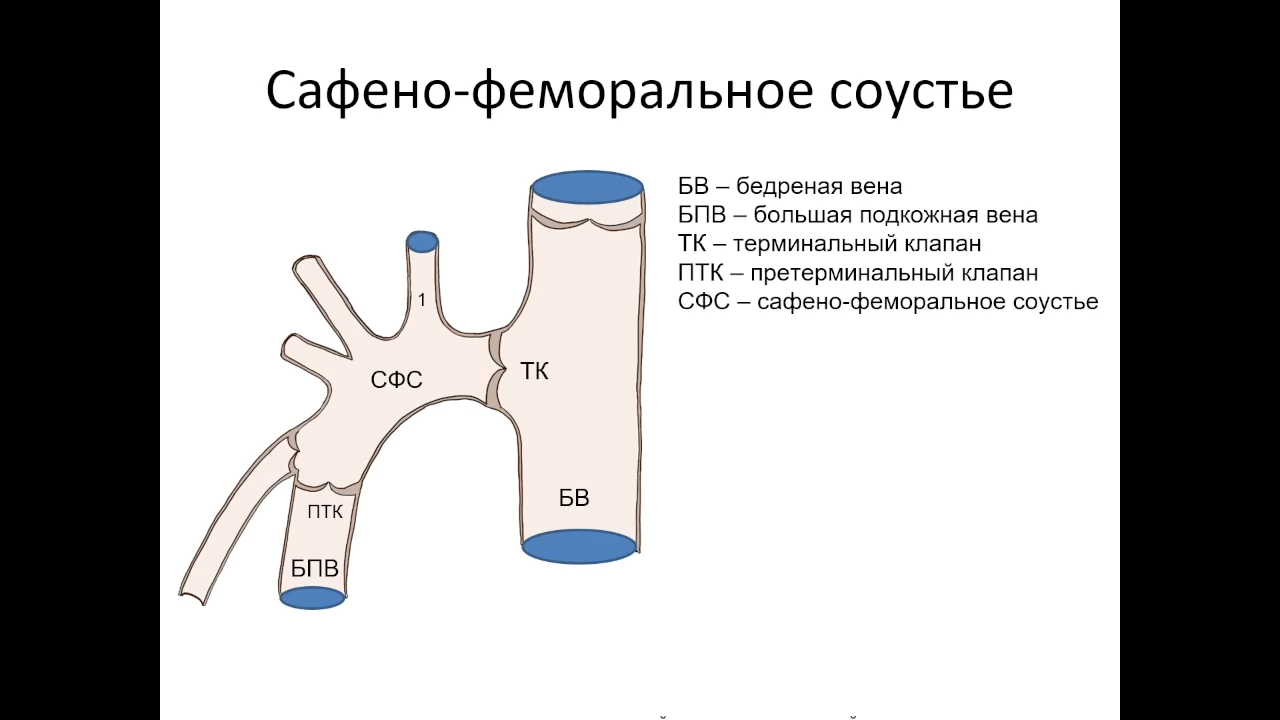 Сафено-феморальное соустье
БВ – бедреная вена
БПВ – большая подкожная вена
ТК – терминальный клапан
ПТК – претерминальный клапан
СФС – сафено-феморальное соустье
1
СФС
ТК
БВ
ПТК
БПВ